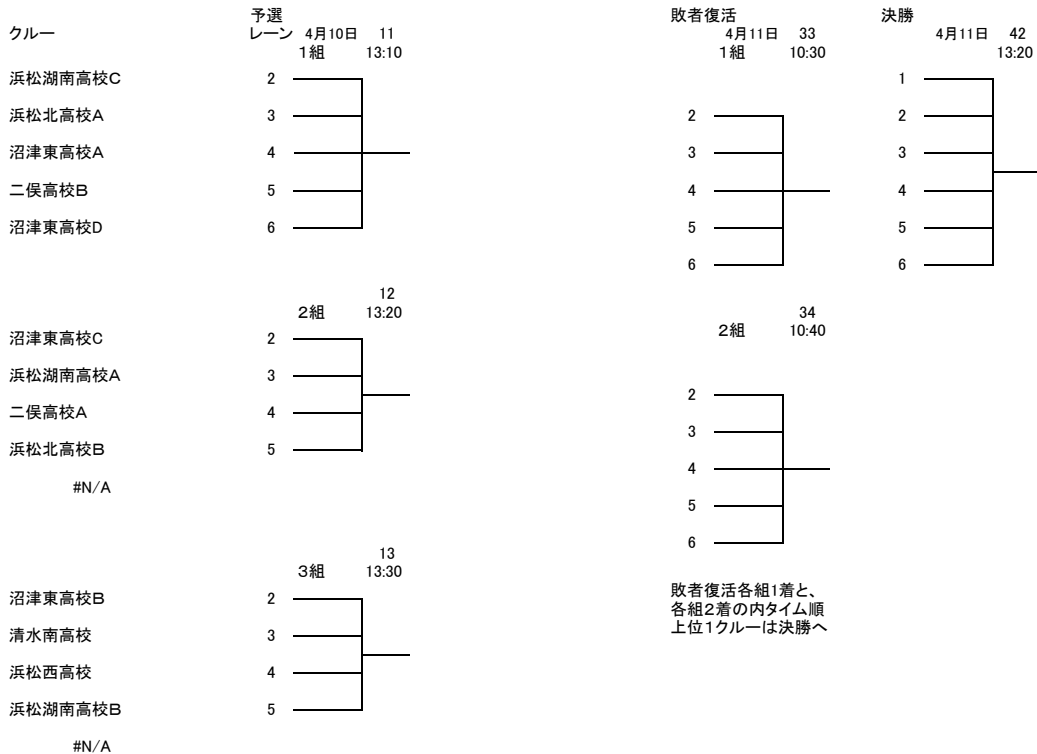 予選 敗者復活 決勝
クルー レーン 4月10日 11 4月11日 33 4月11日 42
1組 13:10 1組 10:30 13:20
浜松湖南高校C 2 1
浜松北高校A 3 2 2
沼津東高校A 4 3 3
二俣高校B 5 4 4
沼津東高校D 6 5 5
6 6
12
2組 13:20 34
沼津東高校C 2 2組 10:40
浜松湖南高校A 3
二俣高校A 4 2
浜松北高校B 5 3
#N/A 4
5
6
13
3組 13:30
沼津東高校B 2 敗者復活各組1着と、
各組2着の内タイム順
清水南高校 3 上位1クルーは決勝へ
浜松西高校 4
浜松湖南高校B 5
#N/A